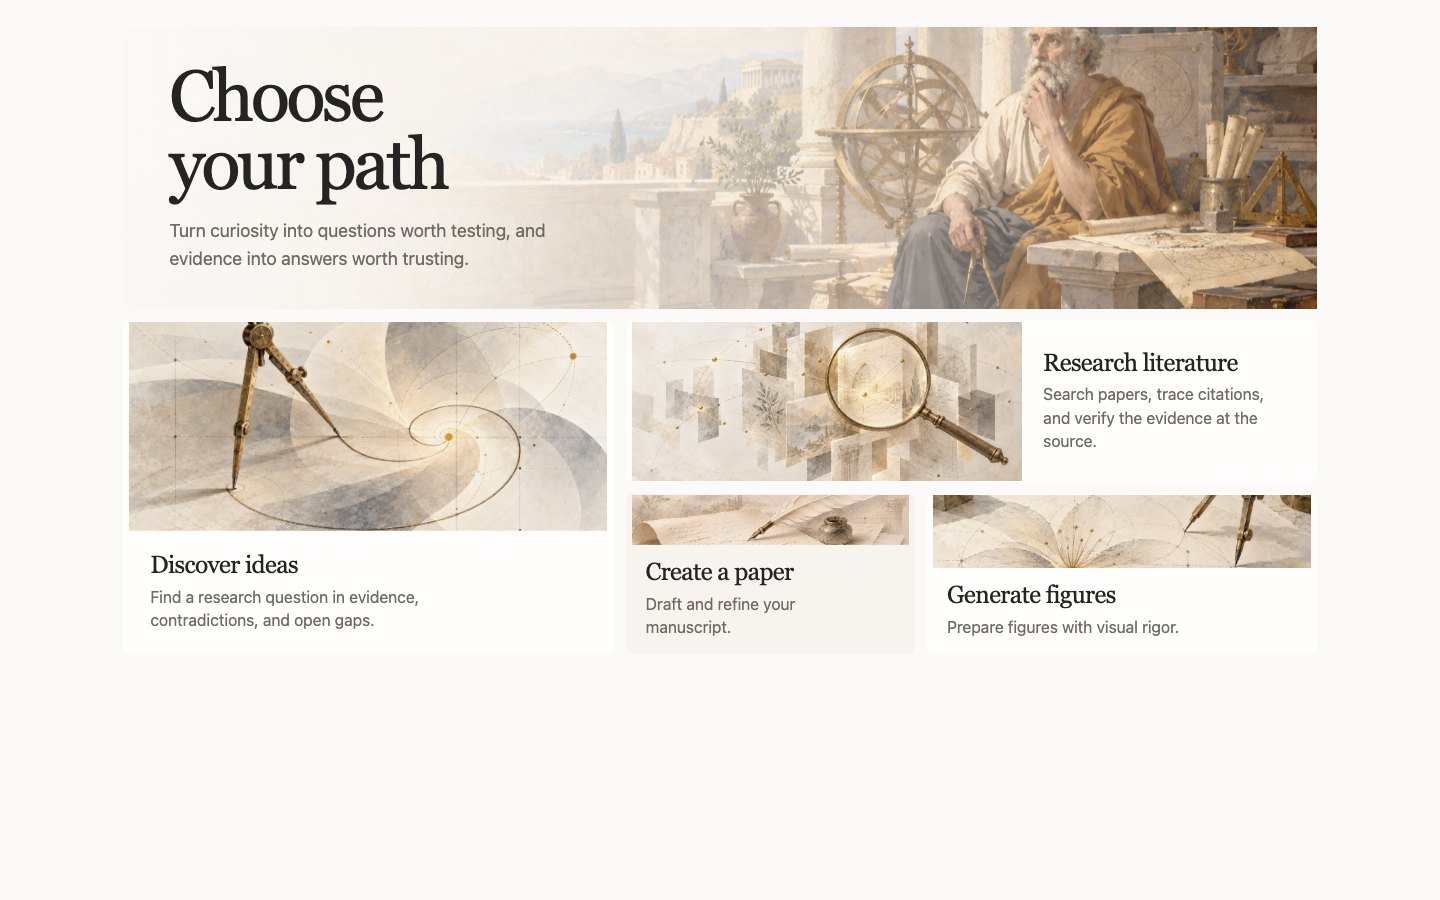 Choose
your path
Turn curiosity into questions worth testing, and
evidence into answers worth trusting.
Research literature
Search papers, trace citations,
and verify the evidence at the
source.
Discover ideas
Find a research question in evidence,
contradictions, and open gaps.
Create a paper
Draft and refine your
manuscript.
Generate figures
Prepare figures with visual rigor.